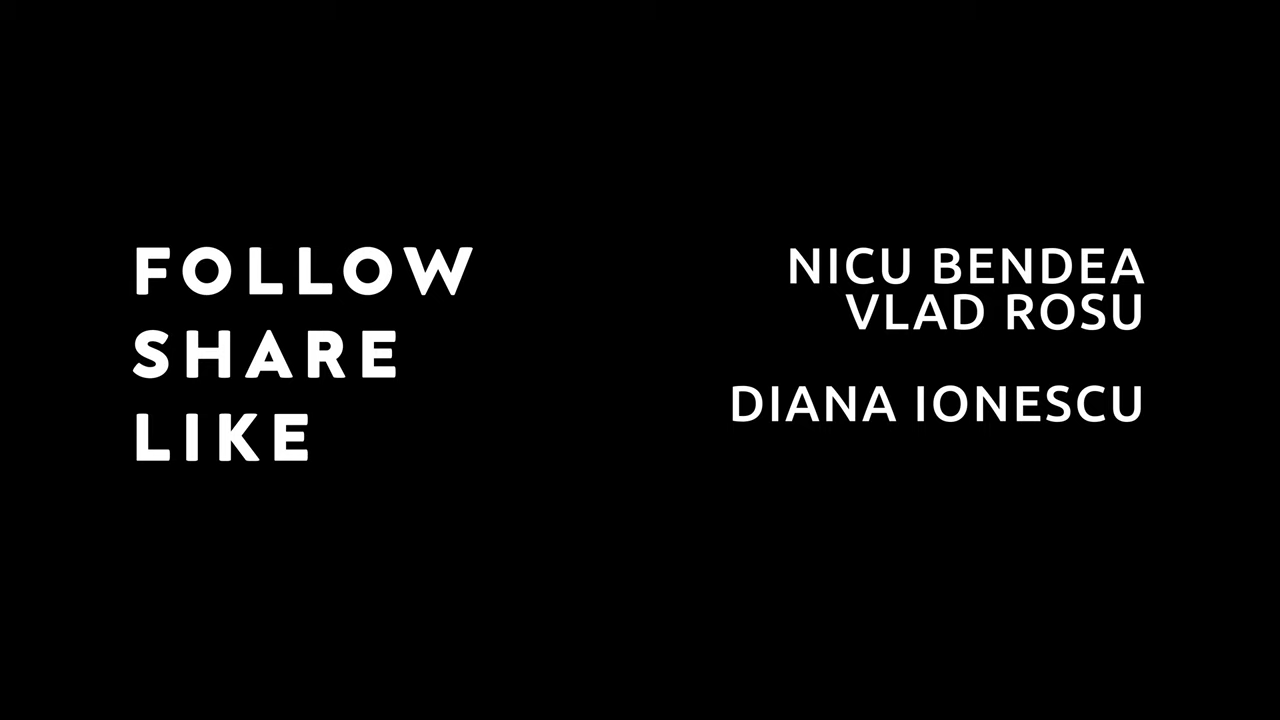 FOLLOW
SHARE
LIKE
NICU BENDEA
VLAD ROSU
DIANA IONESCU